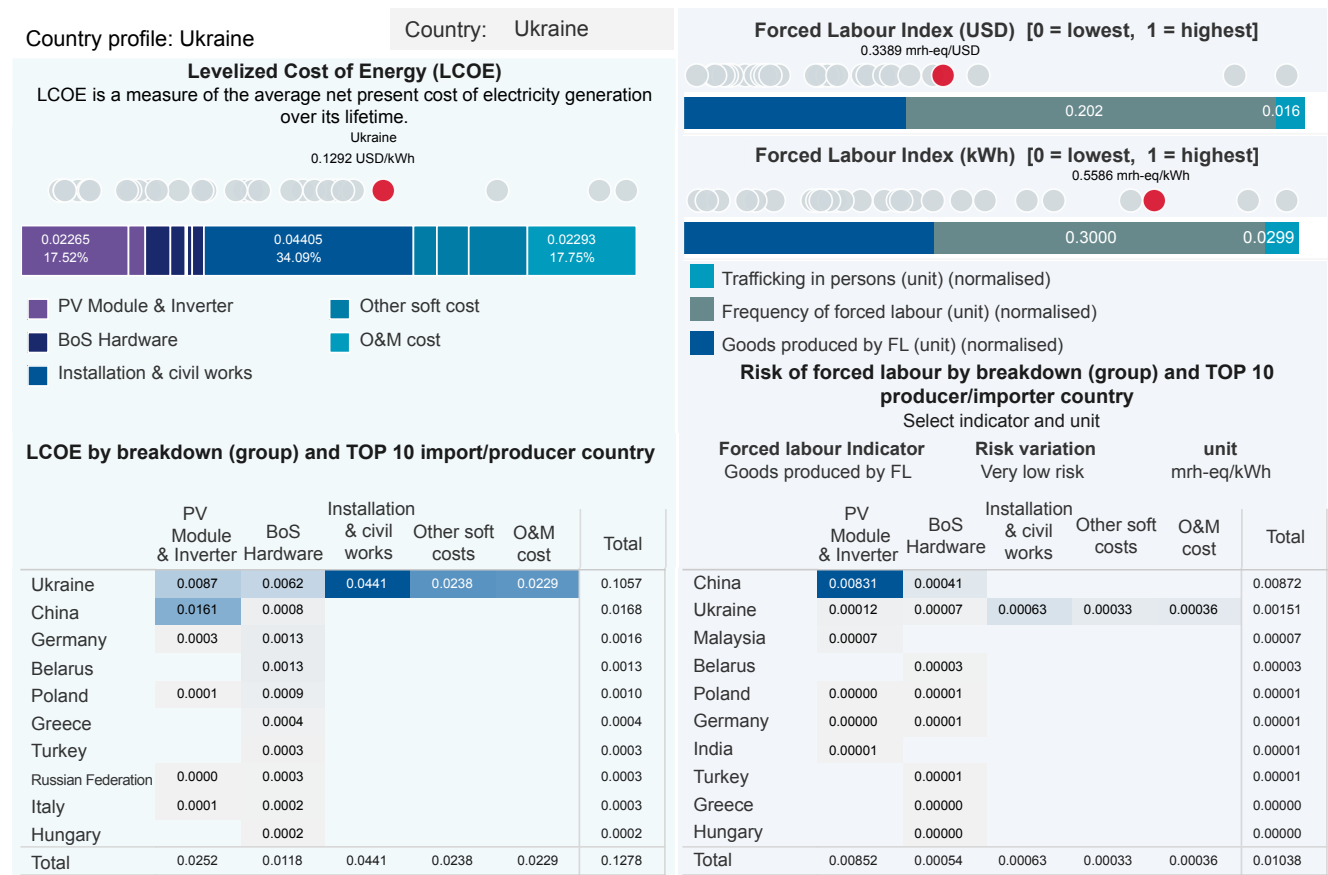 Country profile: Ukraine
Country: Ukraine
Levelized Cost of Energy (LCOE)
LCOE is a measure of the average net present cost of electricity generation
over its lifetime.
Ukraine
0.1292 USD/kWh
0.02265 0.04405 0.02293
17.52% 34.09% 17.75%
PV Module & Inverter Other soft cost
BoS Hardware O&M cost
Installation & civil works
LCOE by breakdown (group) and TOP 10 import/producer country
PV Module & Inverter BoS Hardware Installation & civil works Other soft costs O&M cost Total
Ukraine 0.0087 0.0062 0.0441 0.0238 0.0229 0.1057
China 0.0161 0.0008 0.0168
Germany 0.0003 0.0013 0.0016
Belarus 0.0013 0.0013
Poland 0.0001 0.0009 0.0010
Greece 0.0004 0.0004
Turkey 0.0003 0.0003
Russian Federation 0.0000 0.0003 0.0003
Italy 0.0001 0.0002 0.0003
Hungary 0.0002 0.0002
Total 0.0252 0.0118 0.0441 0.0238 0.0229 0.1278
Forced Labour Index (USD) [0 = lowest, 1 = highest]
0.3389 mrh-eq/USD
0.202 0.016
Forced Labour Index (kWh) [0 = lowest, 1 = highest]
0.5586 mrh-eq/kWh
0.3000 0.0299
Trafficking in persons (unit) (normalised)
Frequency of forced labour (unit) (normalised)
Goods produced by FL (unit) (normalised)
Risk of forced labour by breakdown (group) and TOP 10
producer/importer country
Select indicator and unit
Forced labour Indicator Risk variation unit
Goods produced by FL Very low risk mrh-eq/kWh
PV Module & Inverter BoS Hardware Installation & civil works Other soft costs O&M cost Total
China 0.00831 0.00041 0.00872
Ukraine 0.00012 0.00007 0.00063 0.00033 0.00036 0.00151
Malaysia 0.00007 0.00007
Belarus 0.00003 0.00003
Poland 0.00000 0.00001 0.00001
Germany 0.00000 0.00001 0.00001
India 0.00001 0.00001
Turkey 0.00001 0.00001
Greece 0.00000 0.00000
Hungary 0.00000 0.00000
Total 0.00852 0.00054 0.00063 0.00033 0.00036 0.01038